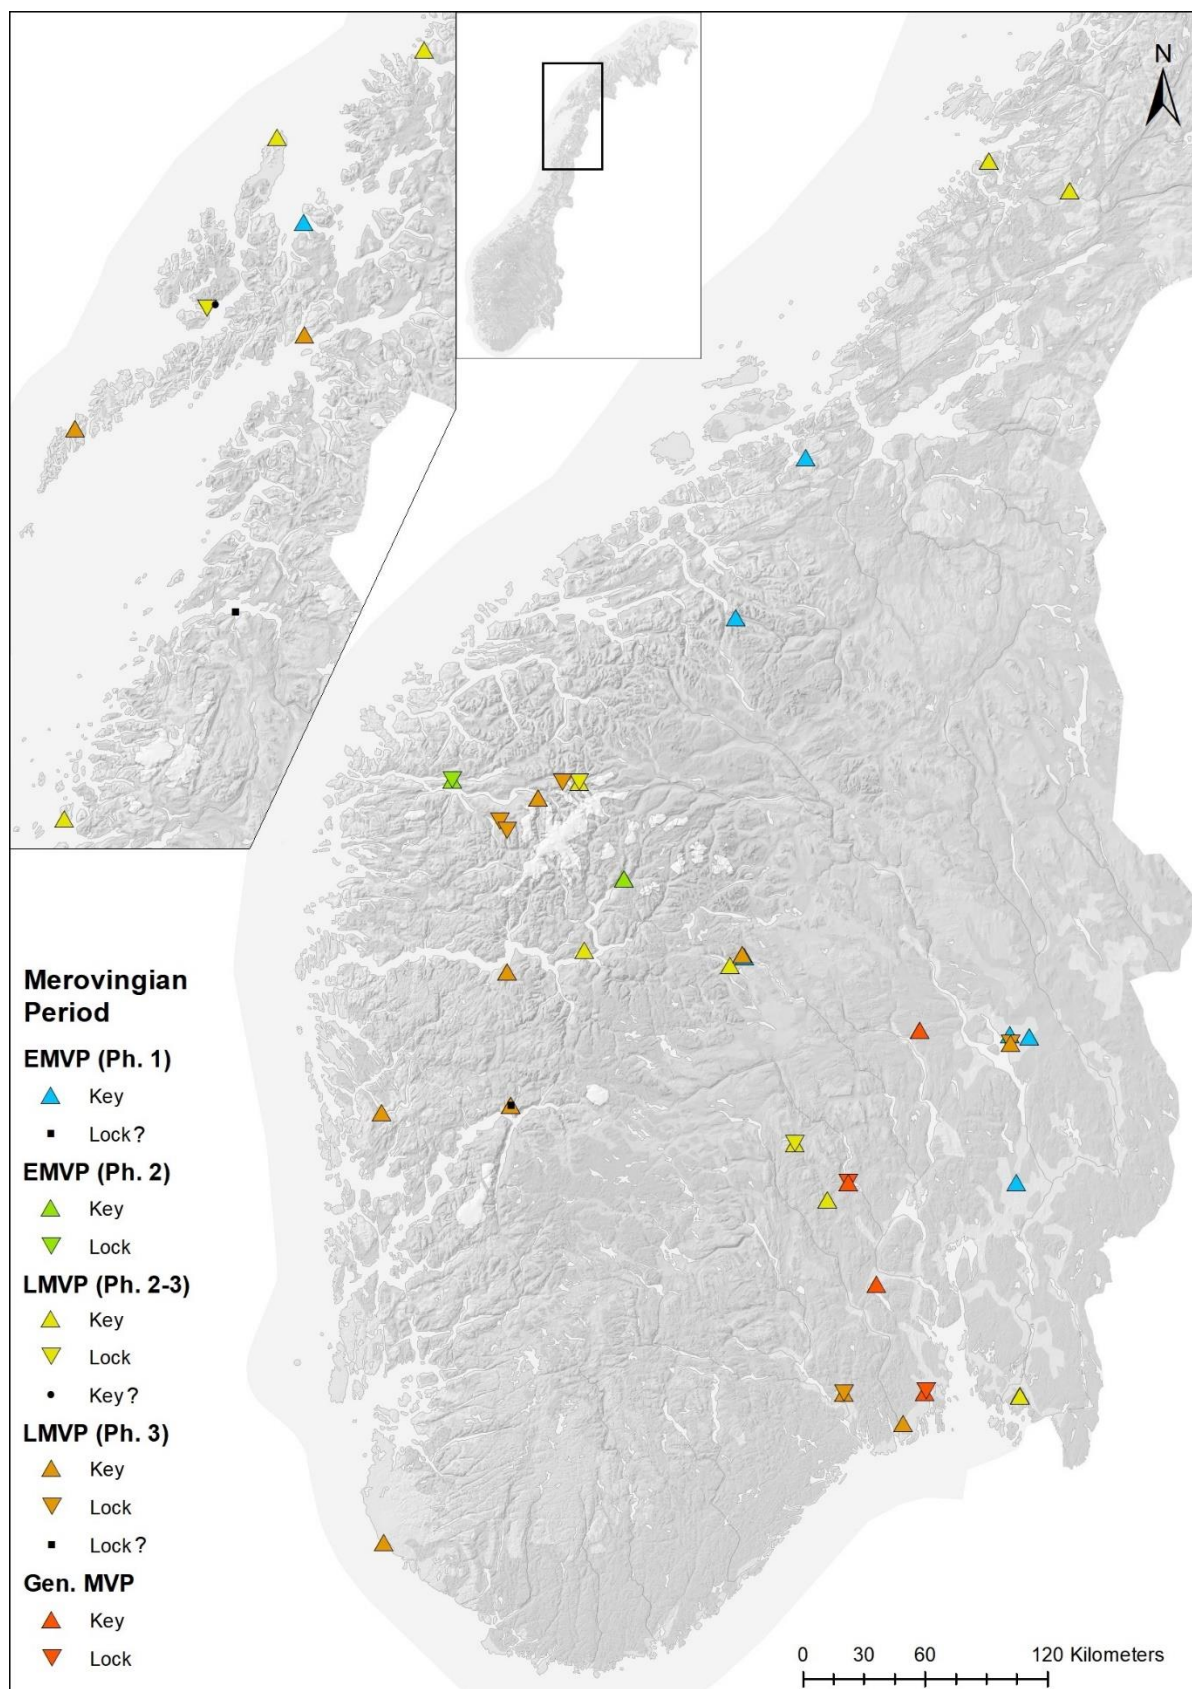 N
Merovingian
Period
EMVP (Ph. 1)
Key
Lock?
EMVP (Ph. 2)
Key
Lock
LMVP (Ph. 2-3)
Key
Lock
Key?
LMVP (Ph. 3)
Key
Lock
Lock?
Gen. MVP
Key
Lock
0 30 60 120 Kilometers